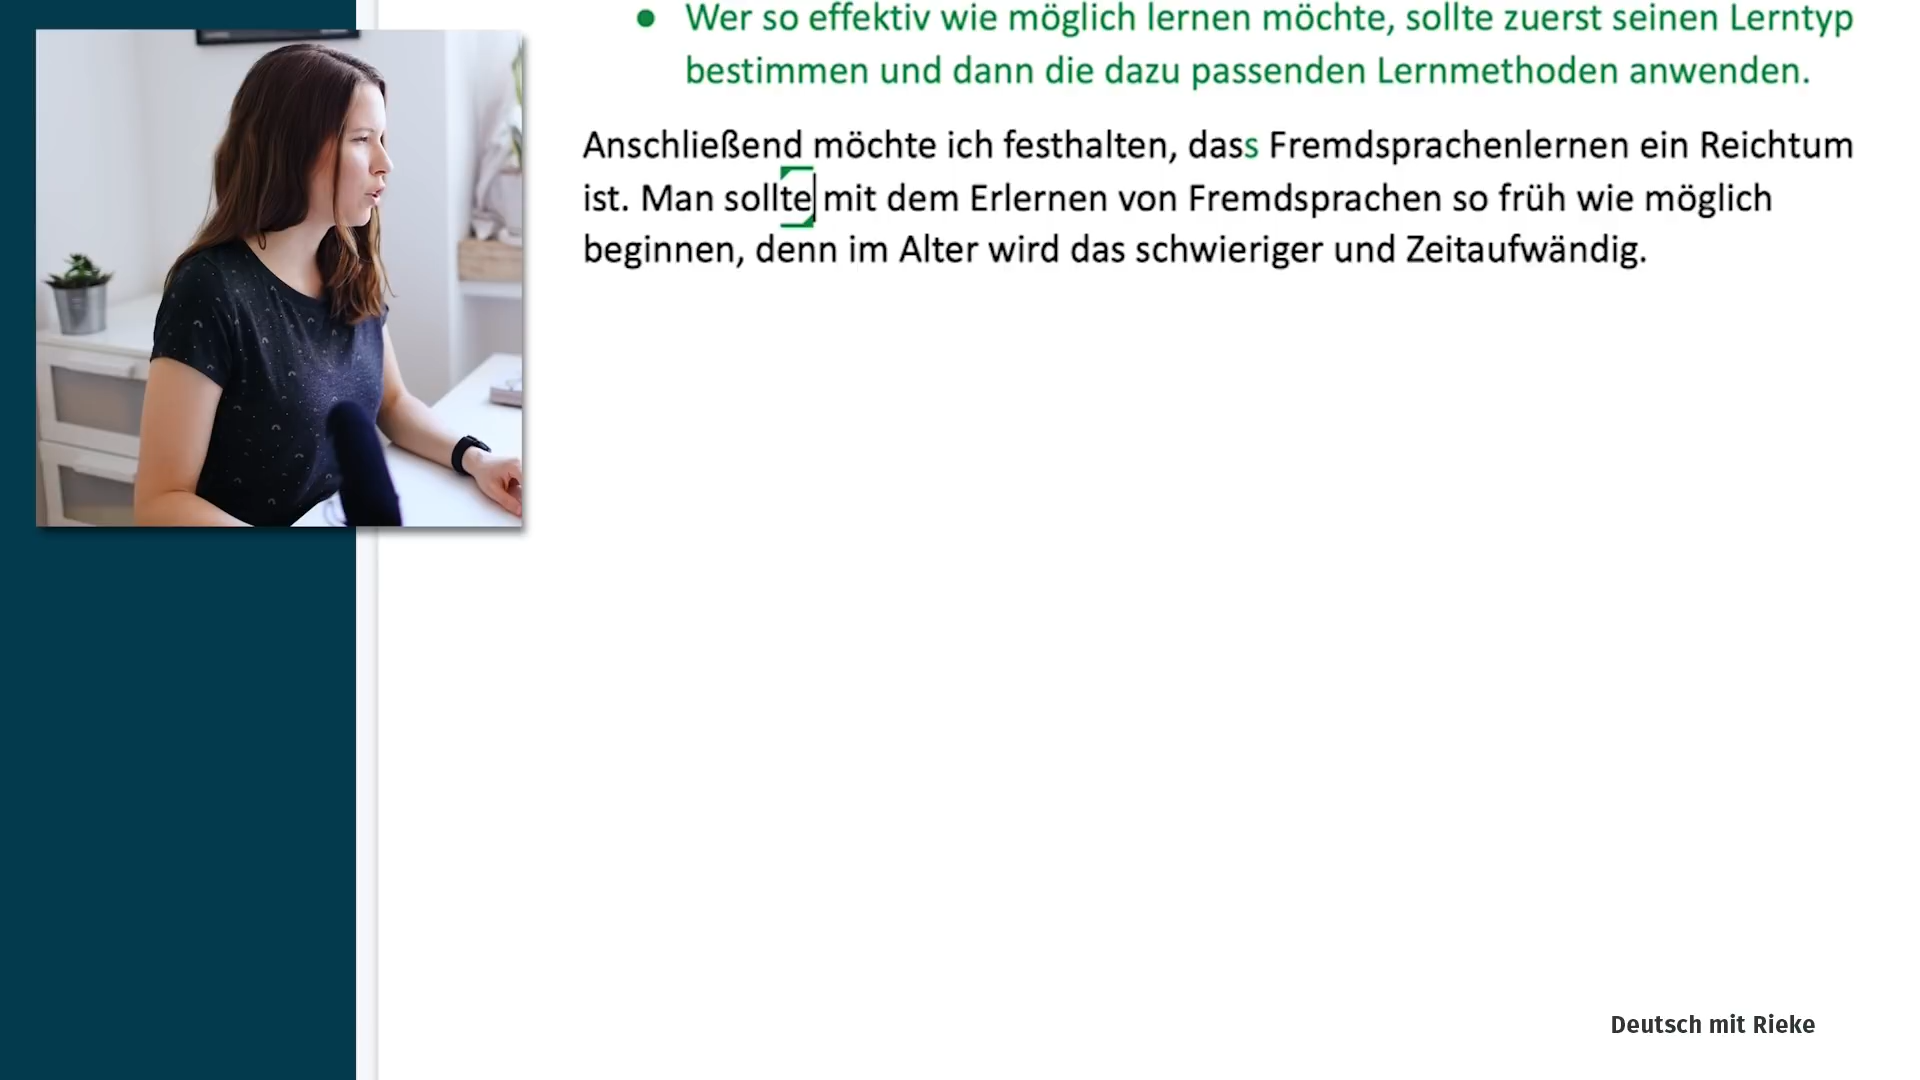 Wer so effektiv wie möglich lernen möchte, sollte zuerst seinen Lerntyp
bestimmen und dann die dazu passenden Lernmethoden anwenden.
Anschließend möchte ich festhalten, dass Fremdsprachenlernen ein Reichtum
ist. Man sollte mit dem Erlernen von Fremdsprachen so früh wie möglich
beginnen, denn im Alter wird das schwieriger und Zeitaufwändig.
Deutsch mit Rieke